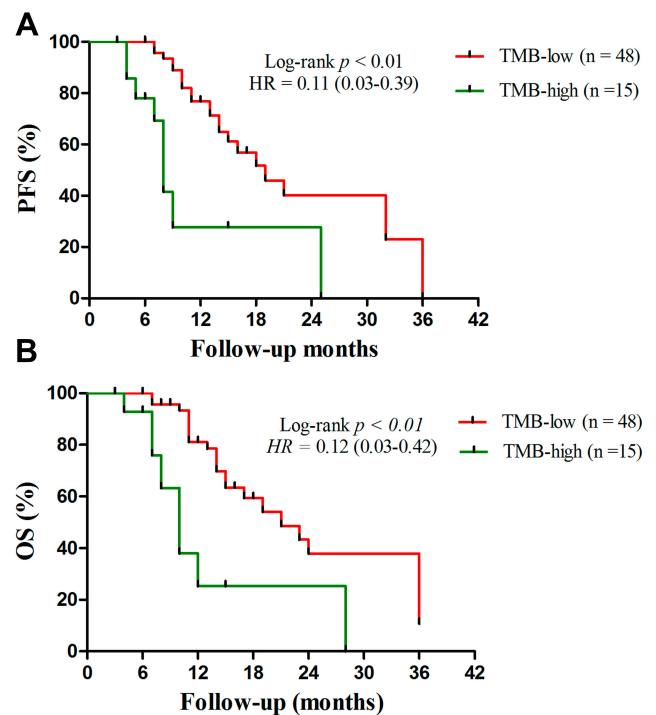 A
100
80
60
40
20
0
PFS (%)
0 6 12 18 24 30 36 42
Follow-up months
Log-rank p < 0.01
HR = 0.11 (0.03-0.39)
TMB-low (n = 48)
TMB-high (n =15)
B
100
80
60
40
20
0
OS (%)
0 6 12 18 24 30 36 42
Follow-up (months)
Log-rank p < 0.01
HR = 0.12 (0.03-0.42)
TMB-low (n = 48)
TMB-high (n =15)